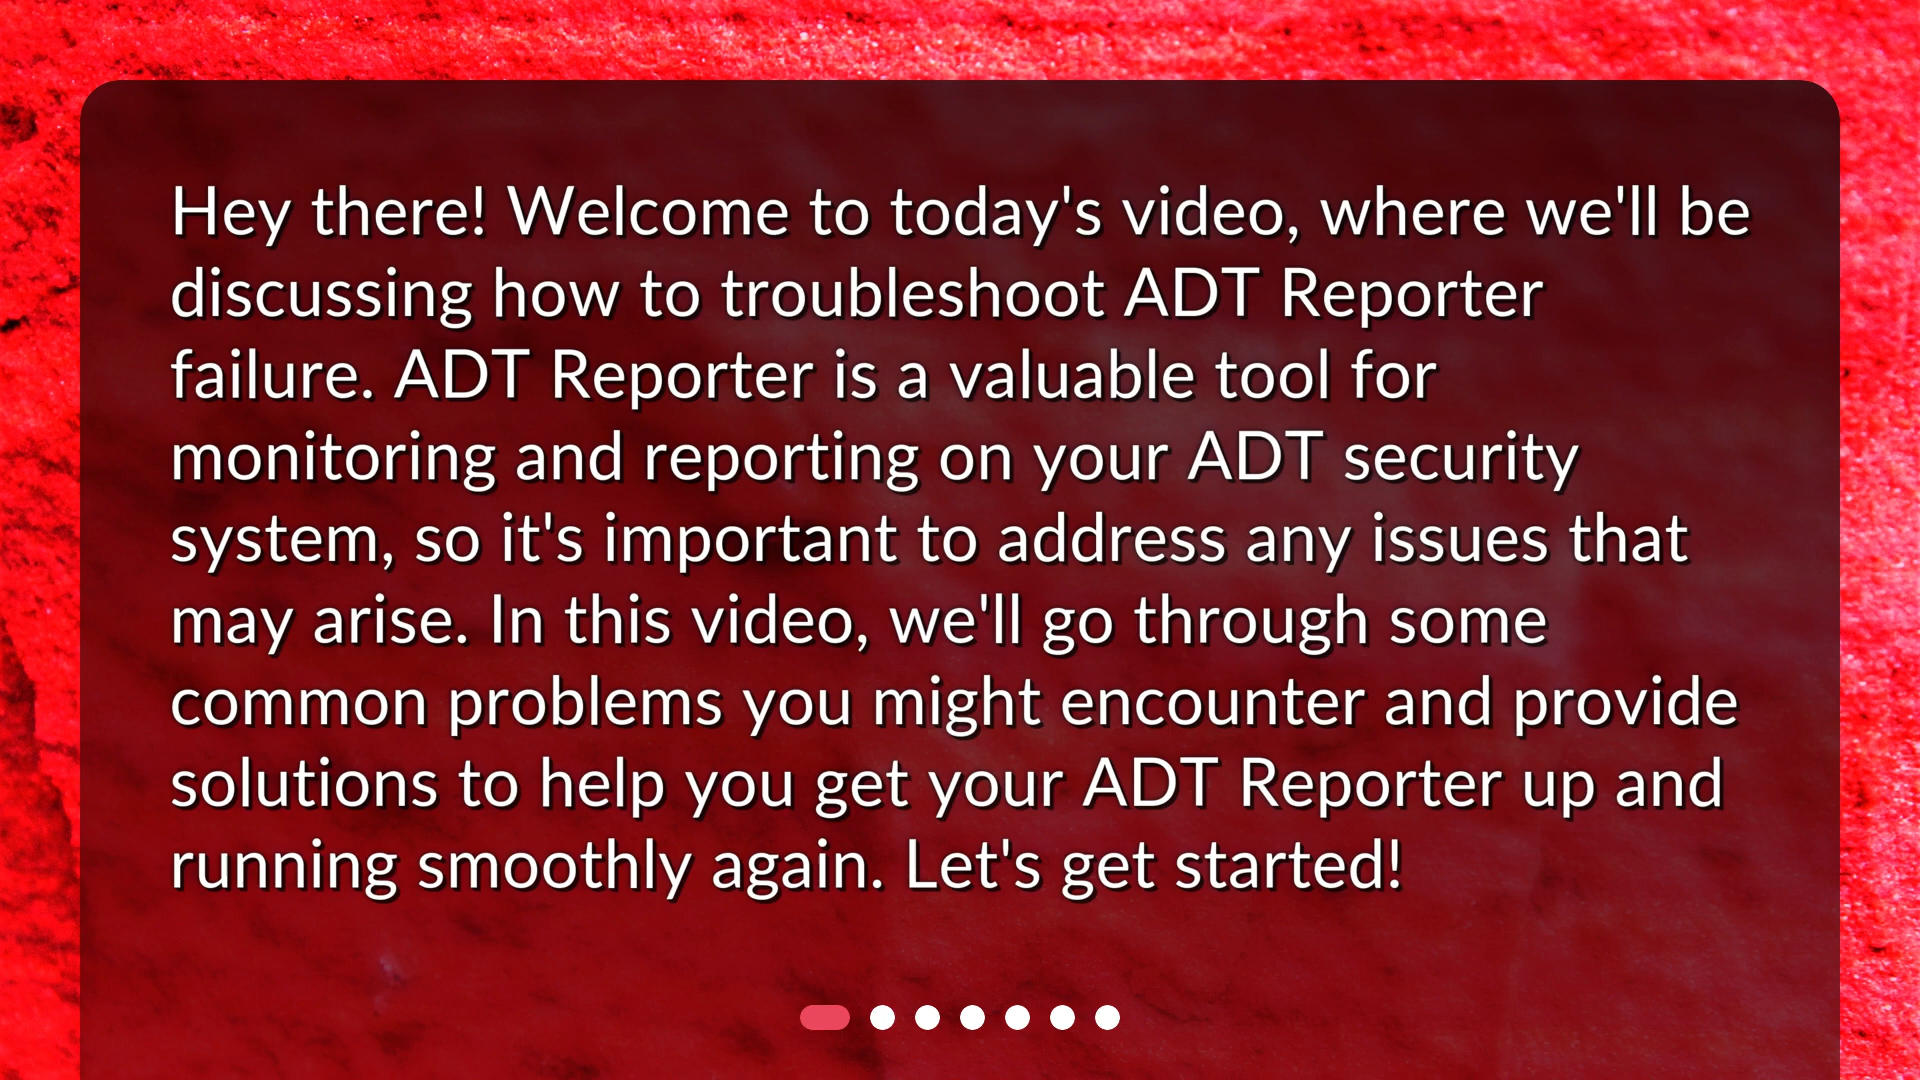 Hey there! Welcome to today's video, where we'll be
discussing how to troubleshoot ADT Reporter
failure. ADT Reporter is a valuable tool for
monitoring and reporting on your ADT security
system, so it's important to address any issues that
may arise. In this video, we'll go through some
common problems you might encounter and provide
solutions to help you get your ADT Reporter up and
running smoothly again. Let's get started!